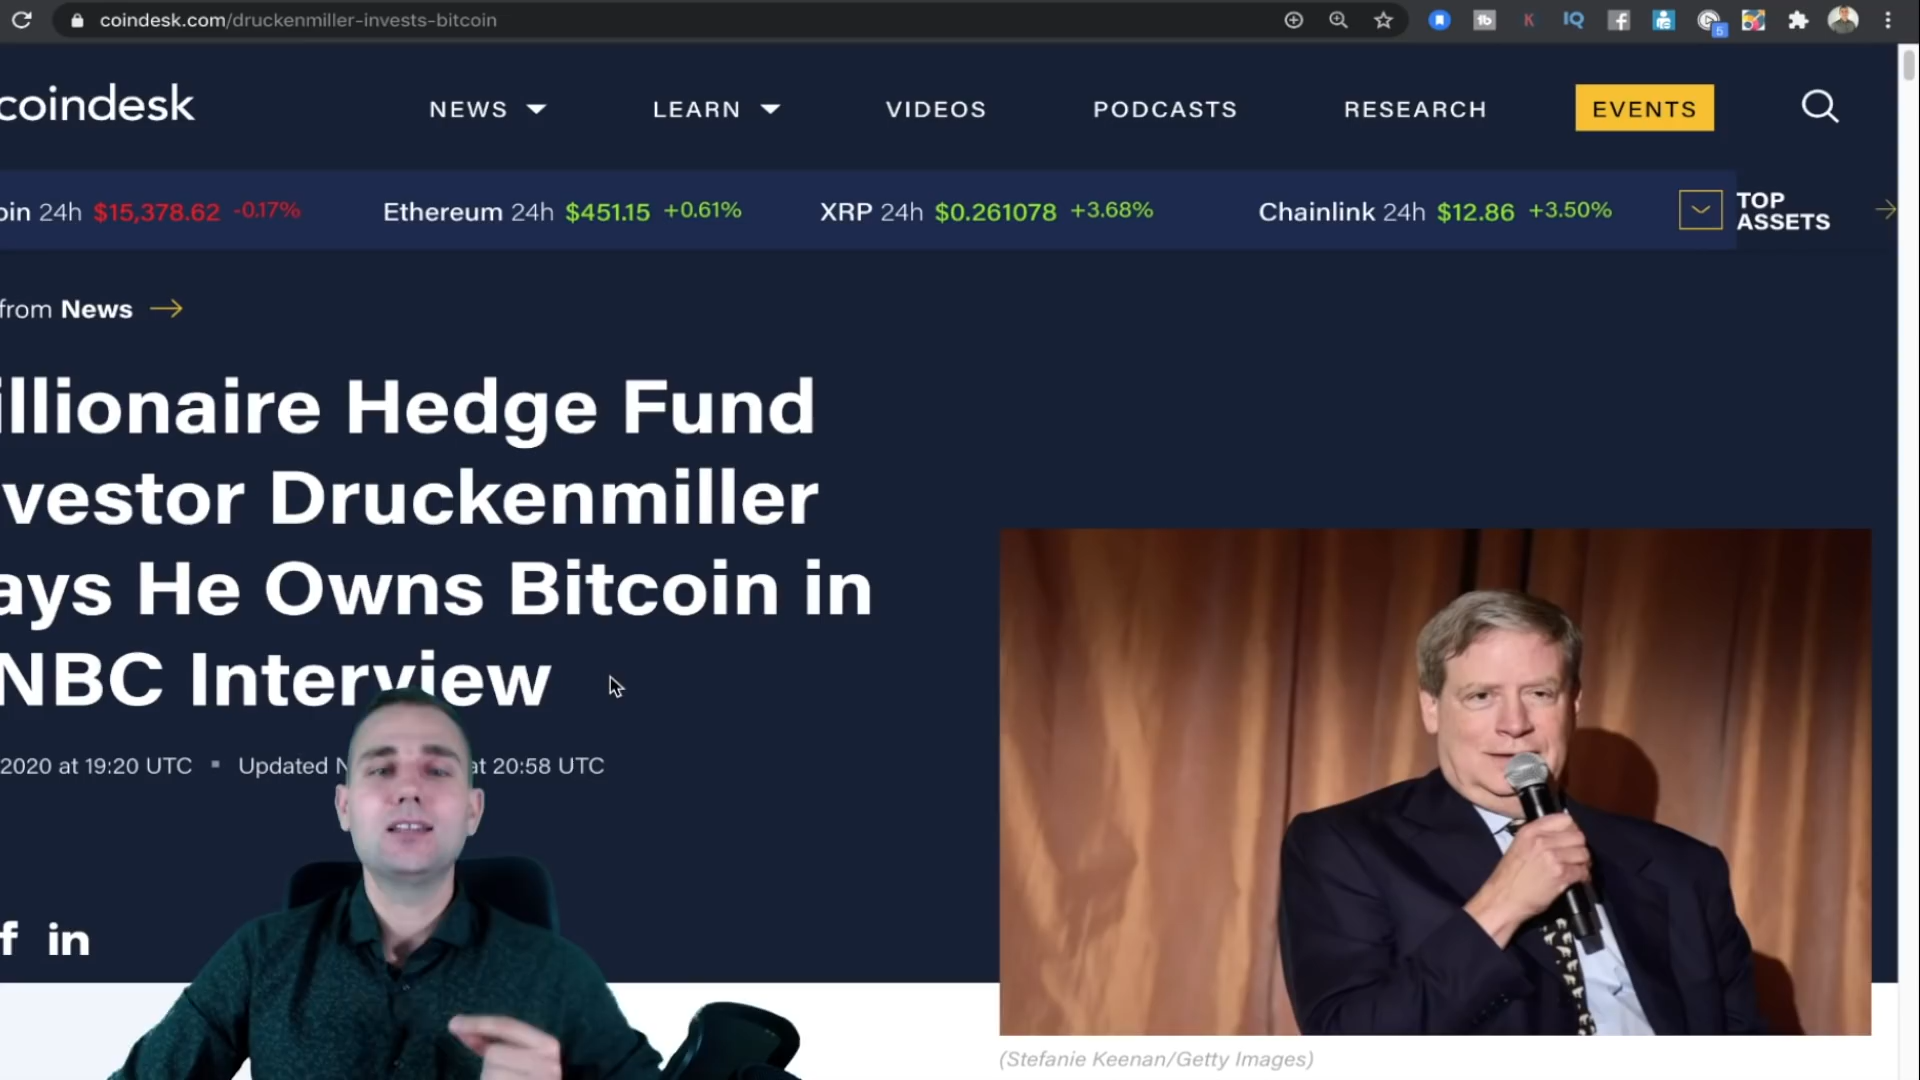 coindesk.com/druckenmiller-invests-bitcoin
coindesk
NEWS LEARN VIDEOS PODCASTS RESEARCH EVENTS
oin 24h $15,378.62 -0.17% Ethereum 24h $451.15 +0.61% XRP 24h $0.261078 +3.68% Chainlink 24h $12.86 +3.50% TOP
ASSETS
from News
illionaire Hedge Fund
vestor Druckenmiller
ays He Owns Bitcoin in
NBC Interview
2020 at 19:20 UTC Updated N at 20:58 UTC
f in
(Stefanie Keenan/Getty Images)